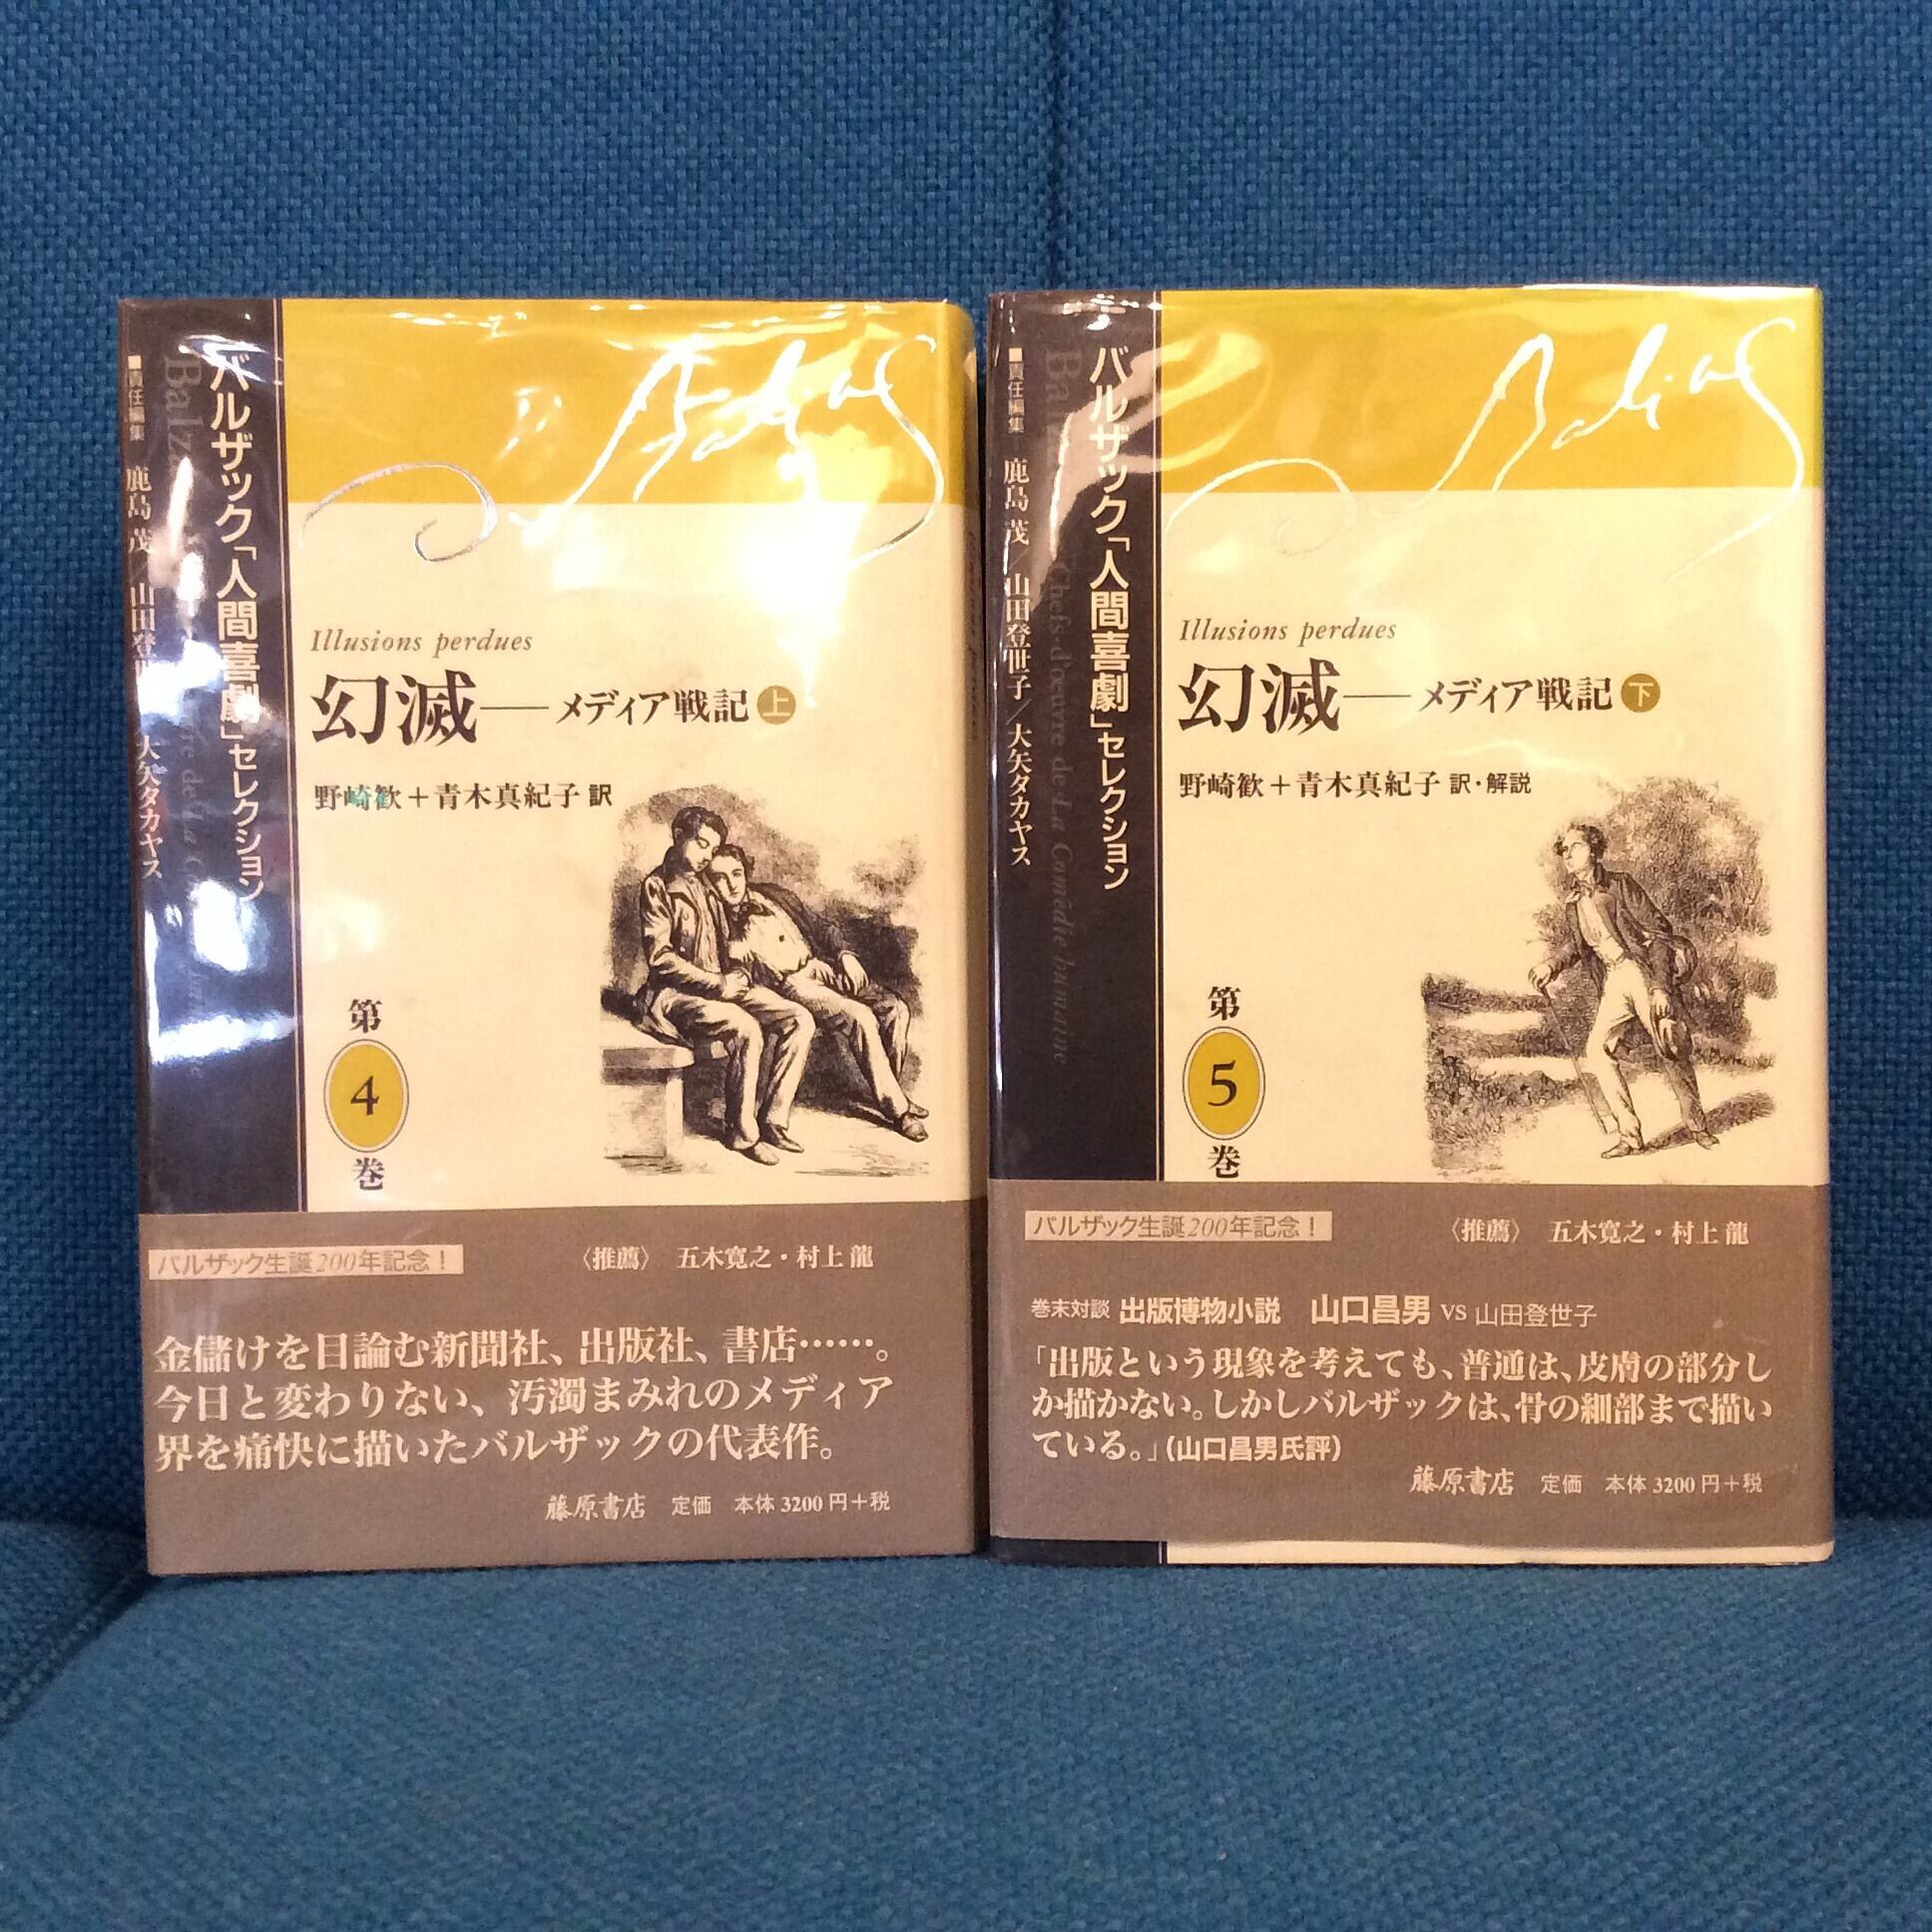 ■責任編集 鹿島 茂／山田登世 大矢タカヤス
Balz
バルザック「人間喜劇」セレクション
Balzac
Illusions perdues
幻滅──メディア戦記 上
野崎歓＋青木真紀子 訳
第
4
巻
バルザック生誕200年記念！
〈推薦〉 五木寛之・村上 龍
金儲けを目論む新聞社、出版社、書店……。
今日と変わりない、汚濁まみれのメディア
界を痛快に描いたバルザックの代表作。
藤原書店 定価 本体 3200 円＋税
■責任編集 鹿島 茂／山田登世子／大矢タカヤス
Chefs-d'œuvre de La Comédie humaine
バルザック「人間喜劇」セレクション
Balzac
Illusions perdues
幻滅──メディア戦記 下
野崎歓＋青木真紀子 訳・解説
第
5
巻
バルザック生誕200年記念！
〈推薦〉 五木寛之・村上 龍
巻末対談 出版博物小説 山口昌男 VS 山田登世子
「出版という現象を考えても、普通は、皮膚の部分し
か描かない。しかしバルザックは、骨の細部まで描い
ている。」（山口昌男氏評）
藤原書店 定価 本体 3200 円＋税